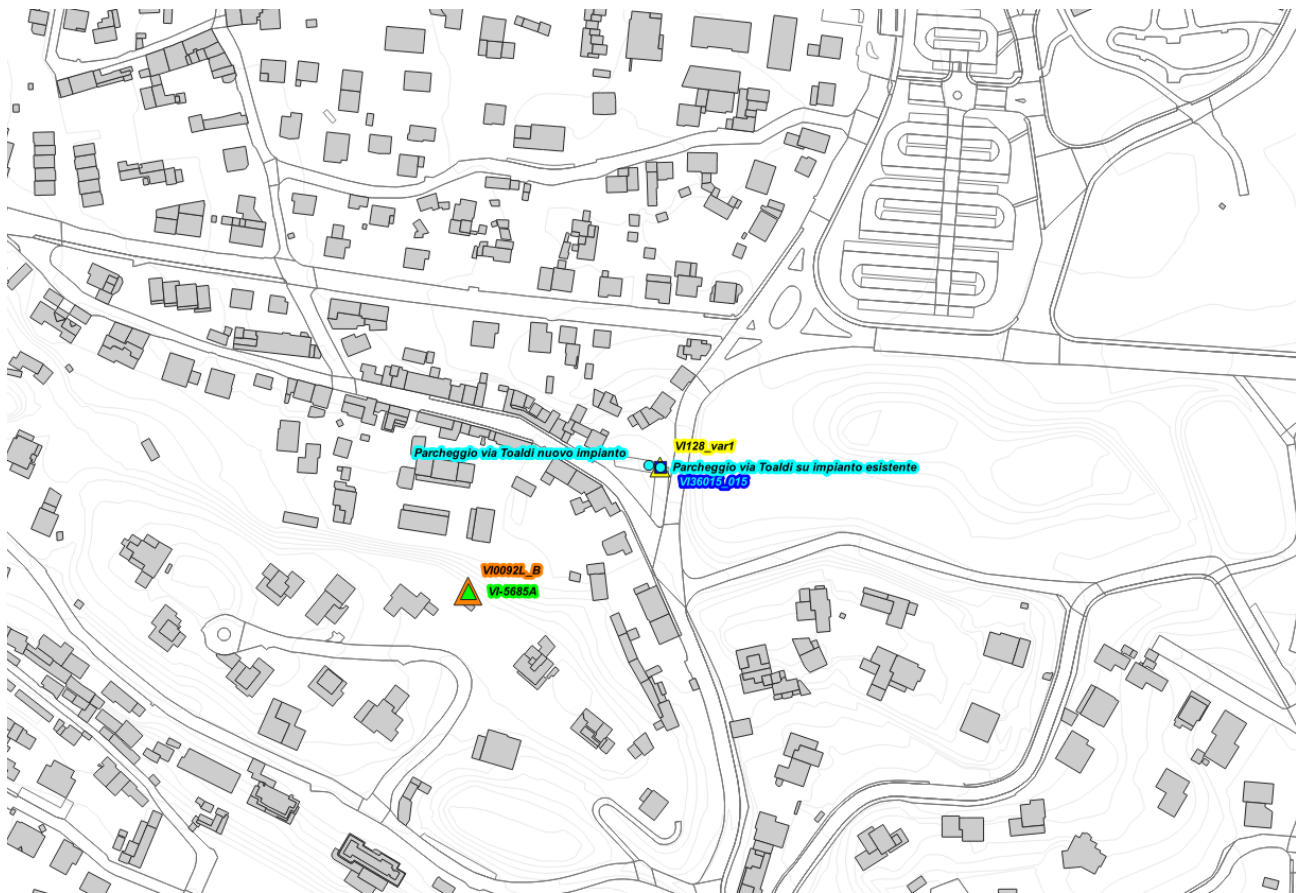 VI128_var1
Parcheggio via Toaldi nuovo impianto
Parcheggio via Toaldi su impianto esistente
VI36015_015
VI0092L_B
VI-5685A